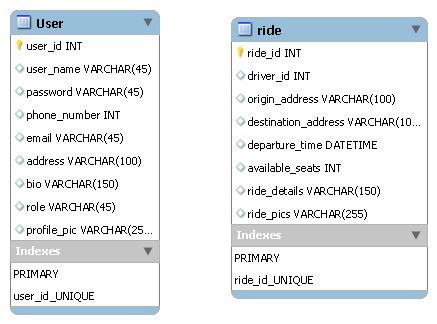 User
user_id INT
user_name VARCHAR(45)
password VARCHAR(45)
phone_number INT
email VARCHAR(45)
address VARCHAR(100)
bio VARCHAR(150)
role VARCHAR(45)
profile_pic VARCHAR(25...
Indexes
PRIMARY
user_id_UNIQUE
ride
ride_id INT
driver_id INT
origin_address VARCHAR(100)
destination_address VARCHAR(10...
departure_time DATETIME
available_seats INT
ride_details VARCHAR(150)
ride_pics VARCHAR(255)
Indexes
PRIMARY
ride_id_UNIQUE